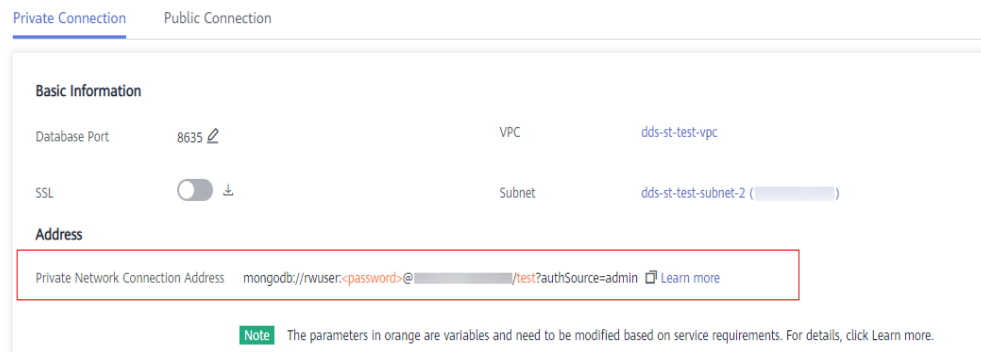 Private Connection Public Connection
Basic Information
Database Port 8635 VPC dds-st-test-vpc
SSL Subnet dds-st-test-subnet-2 ( )
Address
Private Network Connection Address mongodb://rwuser:<password>@ /test?authSource=admin Learn more
Note The parameters in orange are variables and need to be modified based on service requirements. For details, click Learn more.